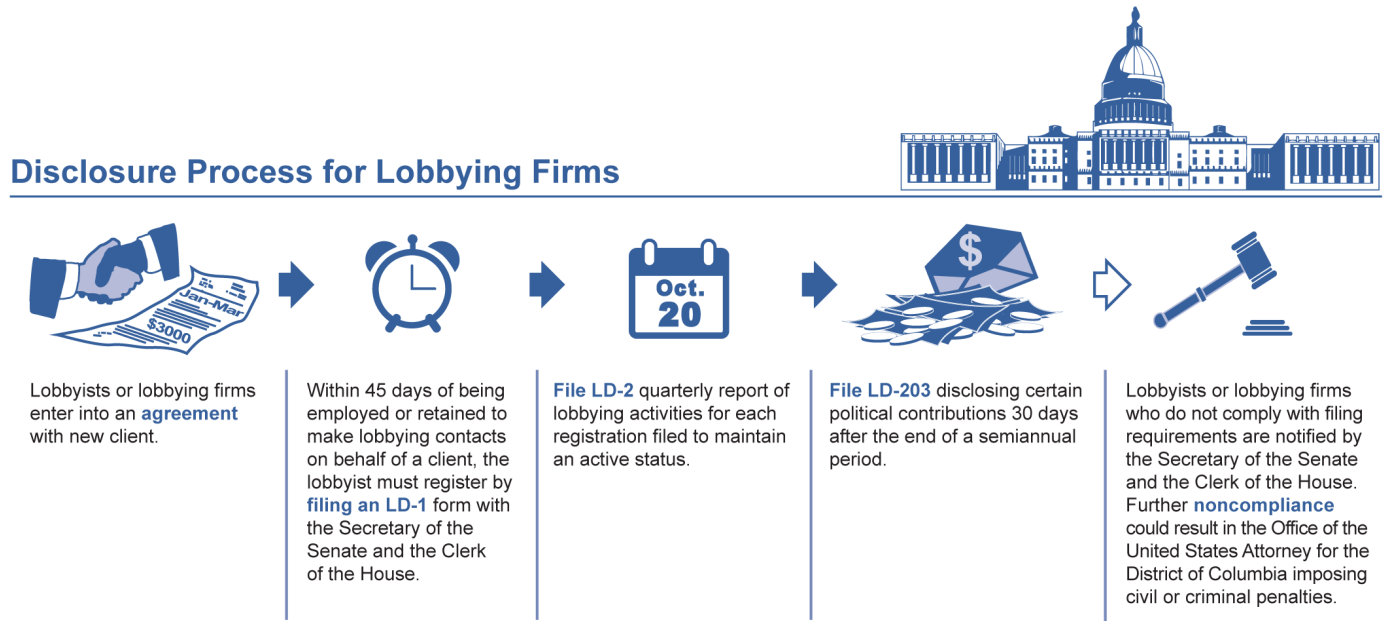 Disclosure Process for Lobbying Firms
Jan-Mar
$3000
Oct.
20
$
Lobbyists or lobbying firms
enter into an agreement
with new client.
Within 45 days of being
employed or retained to
make lobbying contacts
on behalf of a client, the
lobbyist must register by
filing an LD-1 form with
the Secretary of the
Senate and the Clerk
of the House.
File LD-2 quarterly report of
lobbying activities for each
registration filed to maintain
an active status.
File LD-203 disclosing certain
political contributions 30 days
after the end of a semiannual
period.
Lobbyists or lobbying firms
who do not comply with filing
requirements are notified by
the Secretary of the Senate
and the Clerk of the House.
Further noncompliance
could result in the Office of the
United States Attorney for the
District of Columbia imposing
civil or criminal penalties.